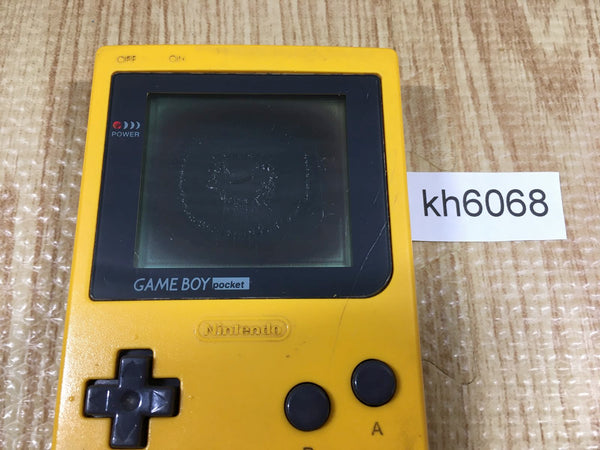 OFF ON
POWER
kh6068
GAME BOY pocket
Nintendo
A